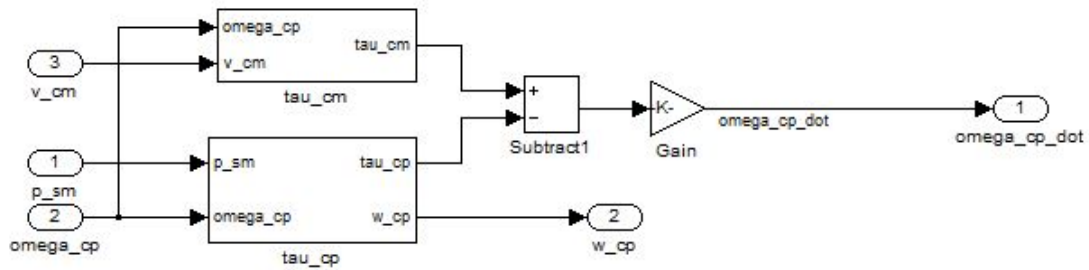 omega_cp
tau_cm
3
v_cm
v_cm
tau_cm
+
−
K-
omega_cp_dot
1
omega_cp_dot
Subtract1
Gain
1
p_sm
p_sm
tau_cp
2
omega_cp
omega_cp
w_cp
2
w_cp
tau_cp